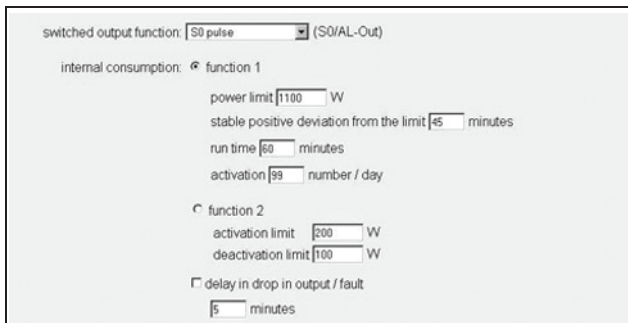 switched output function: S0 pulse (S0/AL-Out)
internal consumption: function 1
power limit 1100 W
stable positive deviation from the limit 45 minutes
run time 60 minutes
activation 99 number / day
function 2
activation limit 200 W
deactivation limit 100 W
delay in drop in output / fault
5 minutes